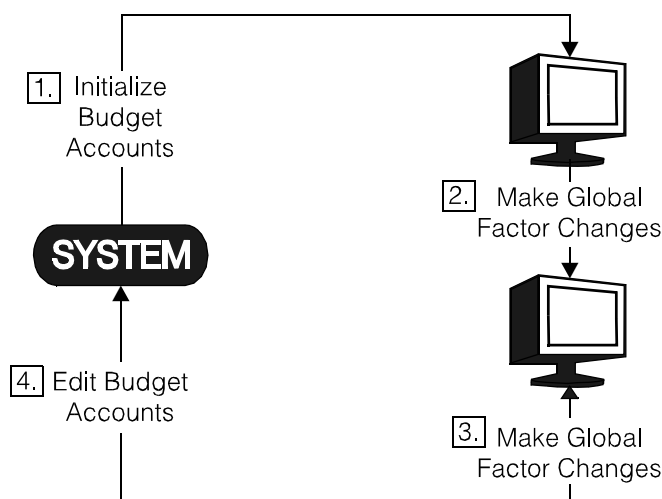 1. Initialize
Budget
Accounts
2. Make Global
Factor Changes
SYSTEM
4. Edit Budget
Accounts
3. Make Global
Factor Changes